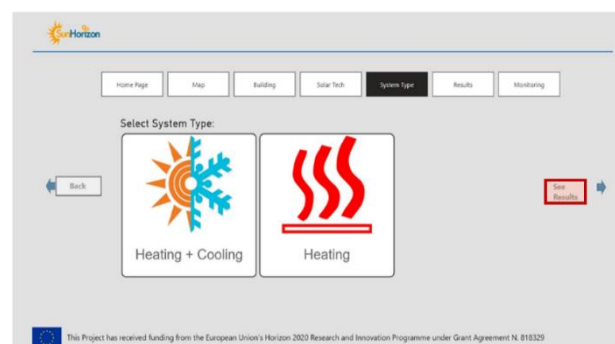 SunHorizon
Home Page
Map
Building
Solar Tech
System Type
Results
Monitoring
Select System Type:
Back
See
Results
Heating + Cooling
Heating
This Project has received funding from the European Union's Horizon 2020 Research and Innovation Programme under Grant Agreement N. 818329